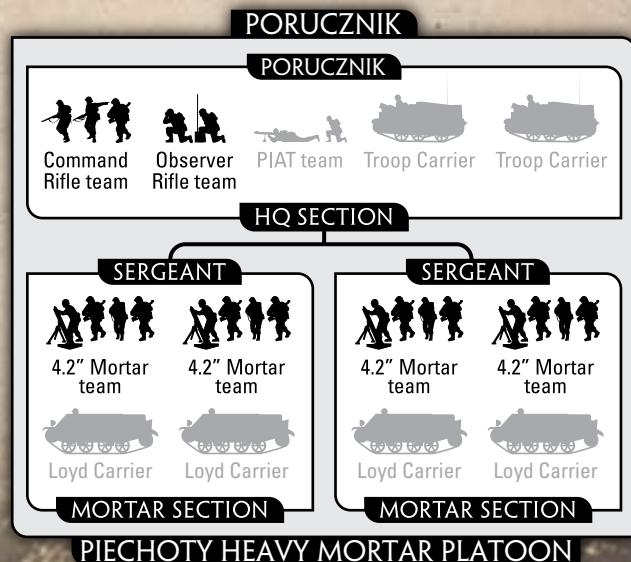 PORUCZNIK
PORUCZNIK
Command
Rifle team
Observer
Rifle team
PIAT team
Troop Carrier
Troop Carrier
HQ SECTION
SERGEANT
4.2” Mortar
team
4.2” Mortar
team
Loyd Carrier
Loyd Carrier
MORTAR SECTION
SERGEANT
4.2” Mortar
team
4.2” Mortar
team
Loyd Carrier
Loyd Carrier
MORTAR SECTION
PIECHOTY HEAVY MORTAR PLATOON